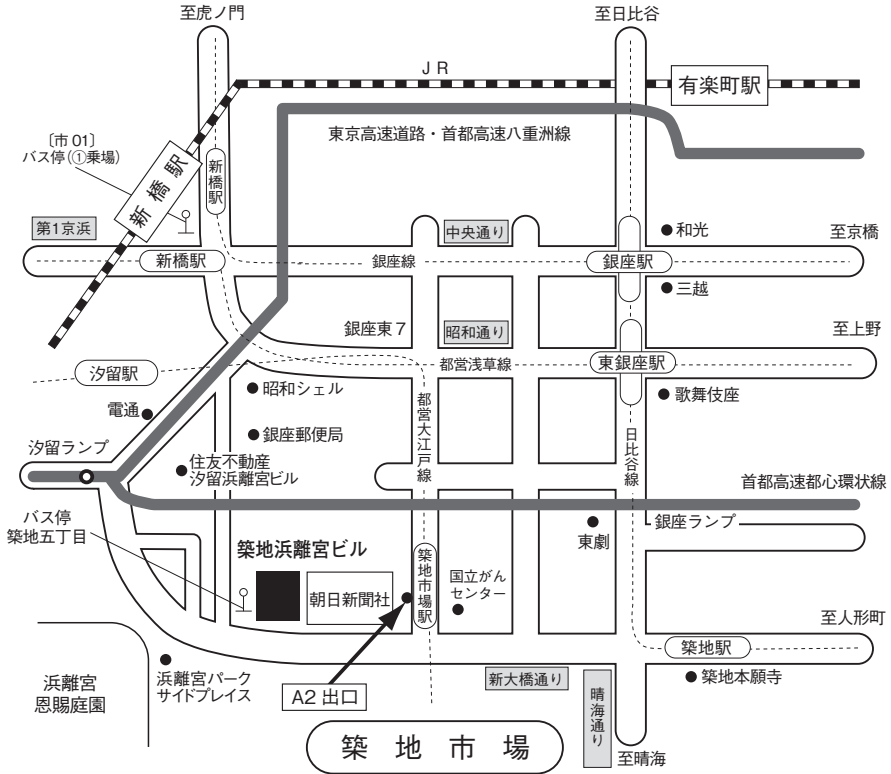 至虎ノ門
至日比谷
JR
有楽町駅
東京高速道路・首都高速八重洲線
〔市01〕
バス停(①乗場)
新橋駅
新橋駅
第1京浜
中央通り
和光
至京橋
新橋駅
銀座線
銀座駅
三越
銀座東7
昭和通り
至上野
汐留駅
都営浅草線
東銀座駅
昭和シェル
歌舞伎座
電通
都営大江戸線
銀座郵便局
日比谷線
汐留ランプ
住友不動産
汐留浜離宮ビル
首都高速都心環状線
バス停
築地五丁目
銀座ランプ
東劇
築地浜離宮ビル
朝日新聞社
築地市場駅
国立がん
センター
至人形町
築地駅
浜離宮
恩賜庭園
浜離宮パーク
サイドプレイス
A2出口
新大橋通り
晴海通り
築地本願寺
築地市場
至晴海